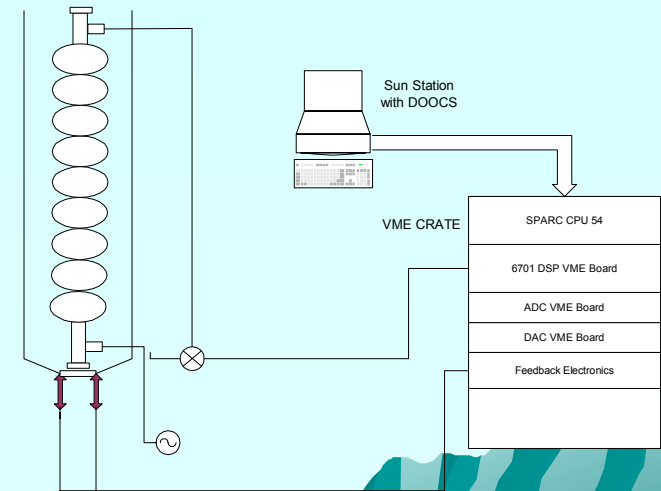 Sun Station
with DOOCS
VME CRATE
SPARC CPU 54
6701 DSP VME Board
ADC VME Board
DAC VME Board
Feedback Electronics